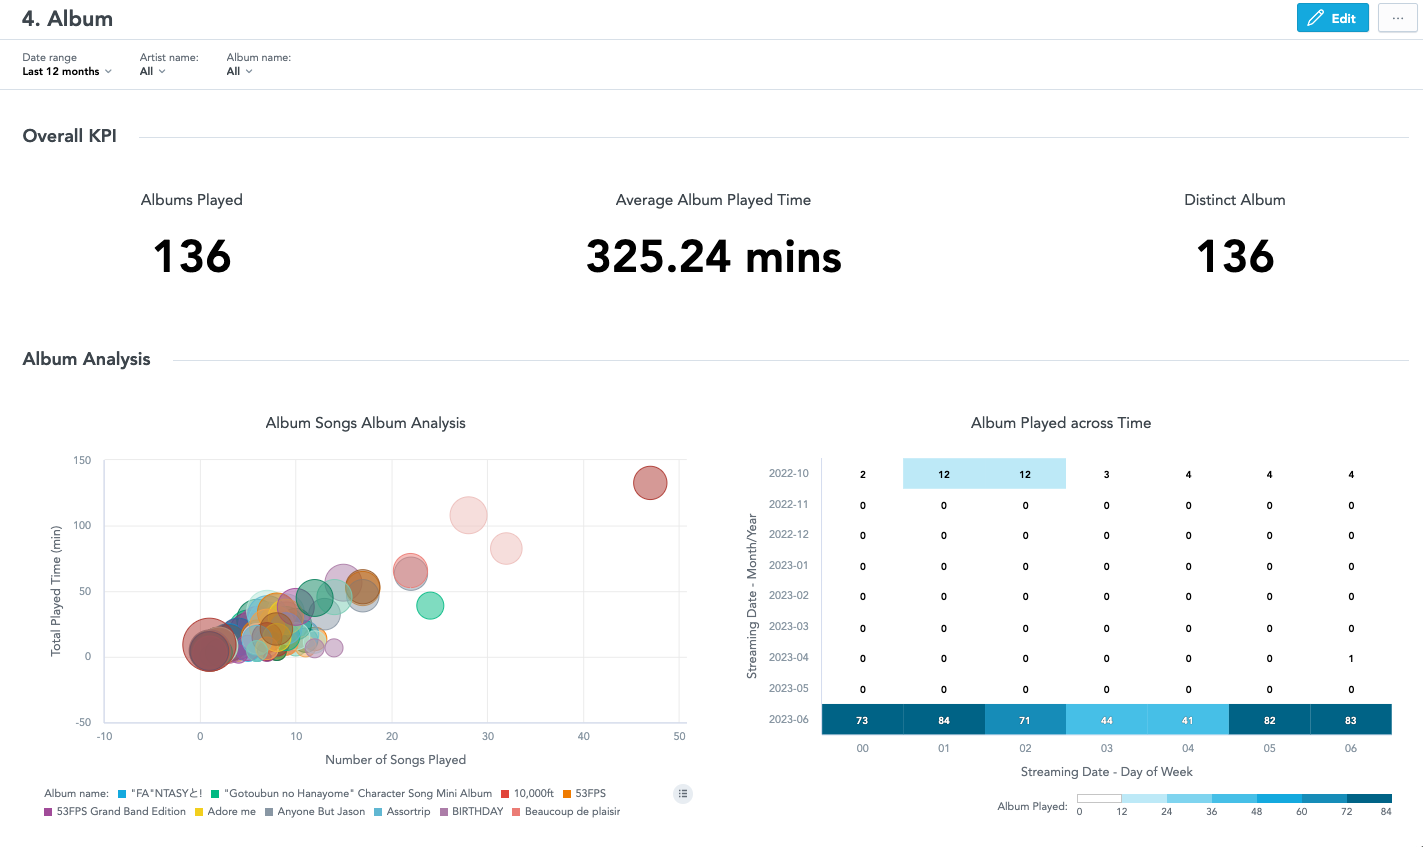 4. Album
Edit
...
Date range
Last 12 months
Artist name:
All
Album name:
All
Overall KPI
Albums Played
136
Average Album Played Time
325.24 mins
Distinct Album
136
Album Analysis
Album Songs Album Analysis
150
100
50
0
-50
Total Played Time (min)
-10 0 10 20 30 40 50
Number of Songs Played
Album name: "FA"NTASYと! "Gotoubun no Hanayome" Character Song Mini Album 10,000ft 53FPS
53FPS Grand Band Edition Adore me Anyone But Jason Assortrip BIRTHDAY Beaucoup de plaisir
Album Played across Time
Streaming Date - Month/Year
2022-10 2 12 12 3 4 4 4
2022-11 0 0 0 0 0 0 0
2022-12 0 0 0 0 0 0 0
2023-01 0 0 0 0 0 0 0
2023-02 0 0 0 0 0 0 0
2023-03 0 0 0 0 0 0 0
2023-04 0 0 0 0 0 0 1
2023-05 0 0 0 0 0 0 0
2023-06 73 84 71 44 41 82 83
00 01 02 03 04 05 06
Streaming Date - Day of Week
Album Played:
0 12 24 36 48 60 72 84